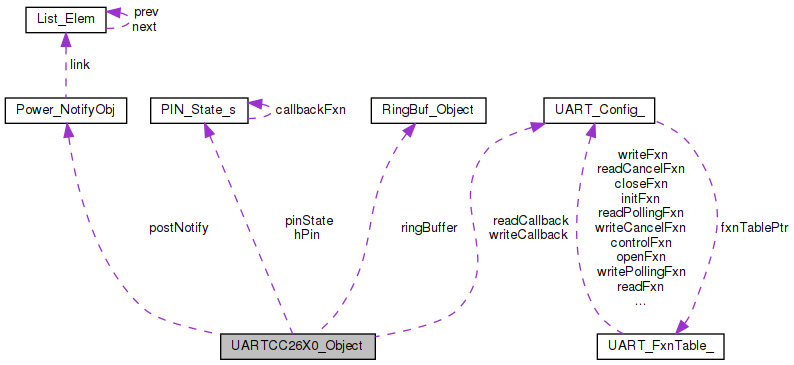 List_Elem
prev
next
link
Power_NotifyObj
PIN_State_s
callbackFxn
RingBuf_Object
UART_Config_
postNotify
pinState
hPin
ringBuffer
readCallback
writeCallback
writeFxn
readCancelFxn
closeFxn
initFxn
readPollingFxn
writeCancelFxn
controlFxn
openFxn
writePollingFxn
readFxn
...
fxnTablePtr
UARTCC26X0_Object
UART_FxnTable_